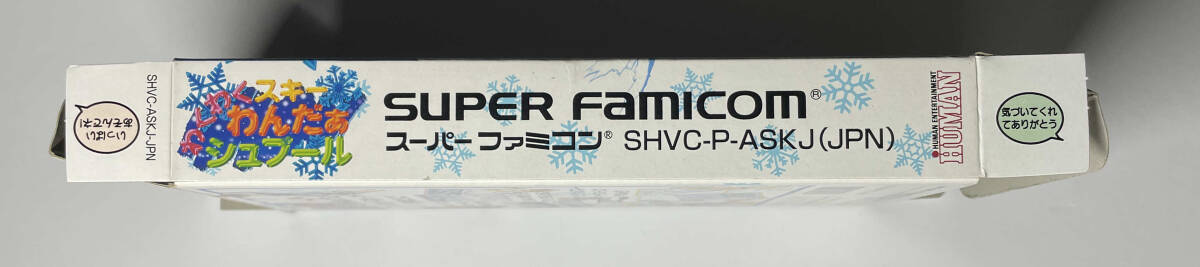 SHVC-ASKJ-JPN
わくわくスキー
わんだぁ
シュプール
SUPER FAMICOM®
スーパーファミコン® SHVC-P-ASKJ(JPN)
HUMAN ENTERTAINMENT
HUMAN
気づいてくれ
てありがとう